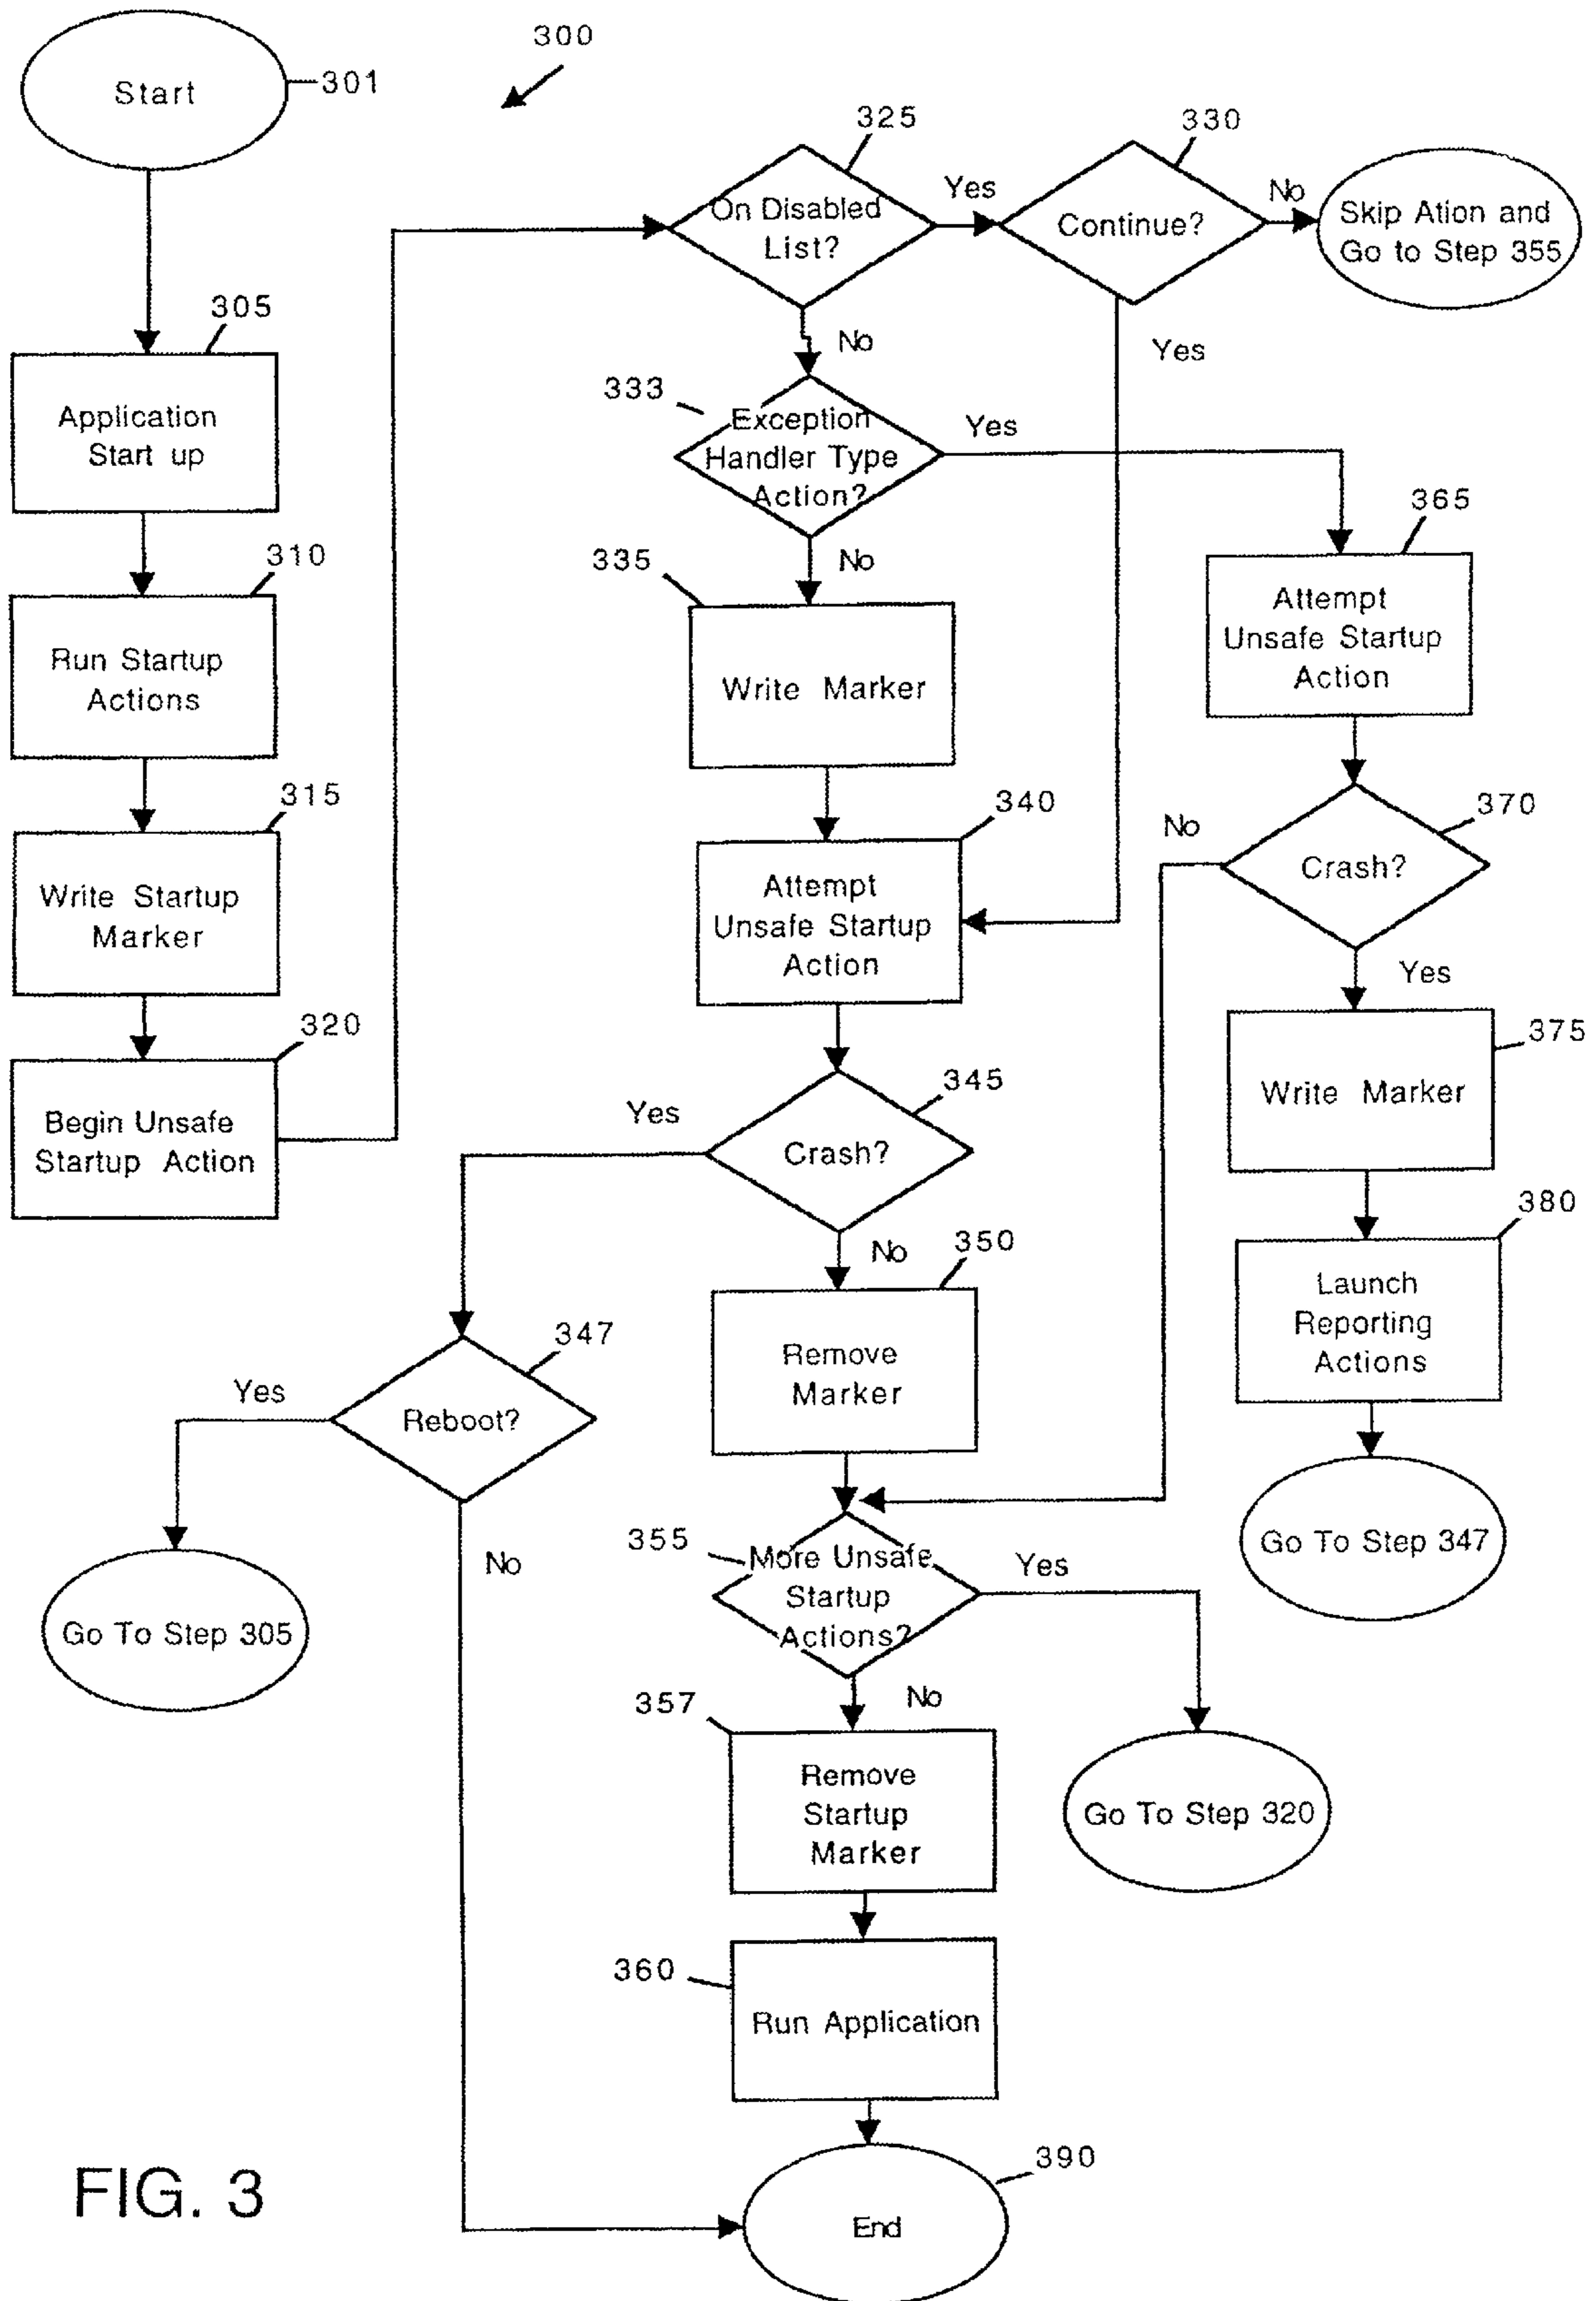 300
Start
301
325
330
On Disabled
List?
Yes
Continue?
No
Skip Ation and
Go to Step 355
305
Application
Start up
No
Yes
333
Exception
Handler Type
Action?
Yes
365
Attempt
Unsafe Startup
Action
310
Run Startup
Actions
335
No
Write Marker
315
Write Startup
Marker
340
Attempt
Unsafe Startup
Action
370
No
Crash?
Yes
320
Begin Unsafe
Startup Action
375
Write Marker
345
Yes
Crash?
No
380
Launch
Reporting
Actions
350
Remove
Marker
347
Yes
Reboot?
No
Go To Step 305
Go To Step 347
355
More Unsafe
Startup
Actions?
Yes
No
Go To Step 320
357
Remove
Startup
Marker
360
Run Application
390
End
FIG. 3